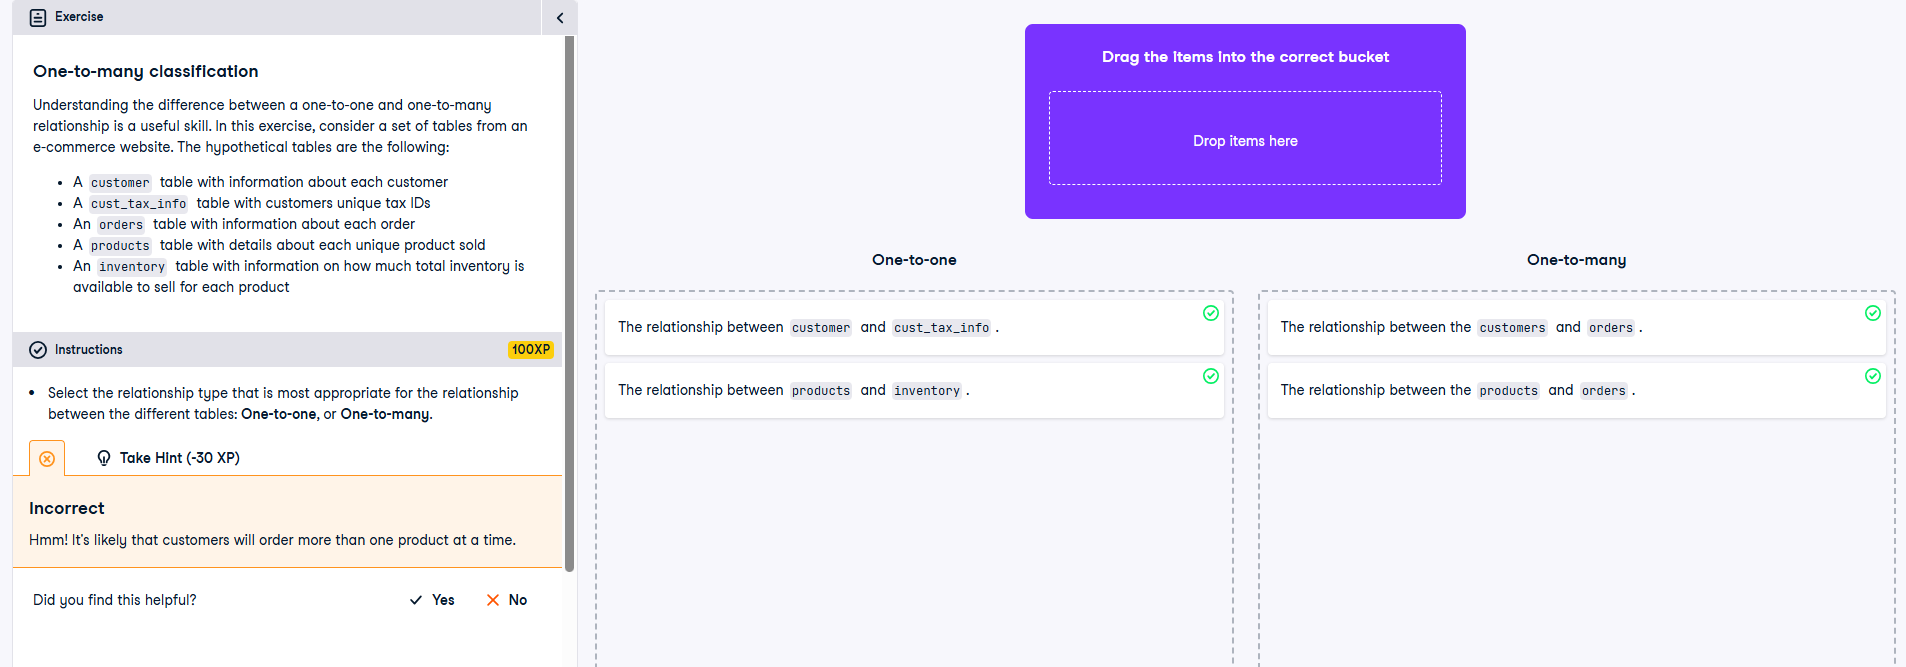 Exercise
One-to-many classification
Understanding the difference between a one-to-one and one-to-many
relationship is a useful skill. In this exercise, consider a set of tables from an
e-commerce website. The hypothetical tables are the following:
• A customer table with information about each customer
• A cust_tax_info table with customers unique tax IDs
• An orders table with information about each order
• A products table with details about each unique product sold
• An inventory table with information on how much total inventory is
available to sell for each product
Instructions
100XP
• Select the relationship type that is most appropriate for the relationship
between the different tables: One-to-one, or One-to-many.
Take Hint (-30 XP)
Incorrect
Hmm! It's likely that customers will order more than one product at a time.
Did you find this helpful?
Yes
No
Drag the items into the correct bucket
Drop items here
One-to-one
The relationship between customer and cust_tax_info .
The relationship between products and inventory .
One-to-many
The relationship between the customers and orders .
The relationship between the products and orders .